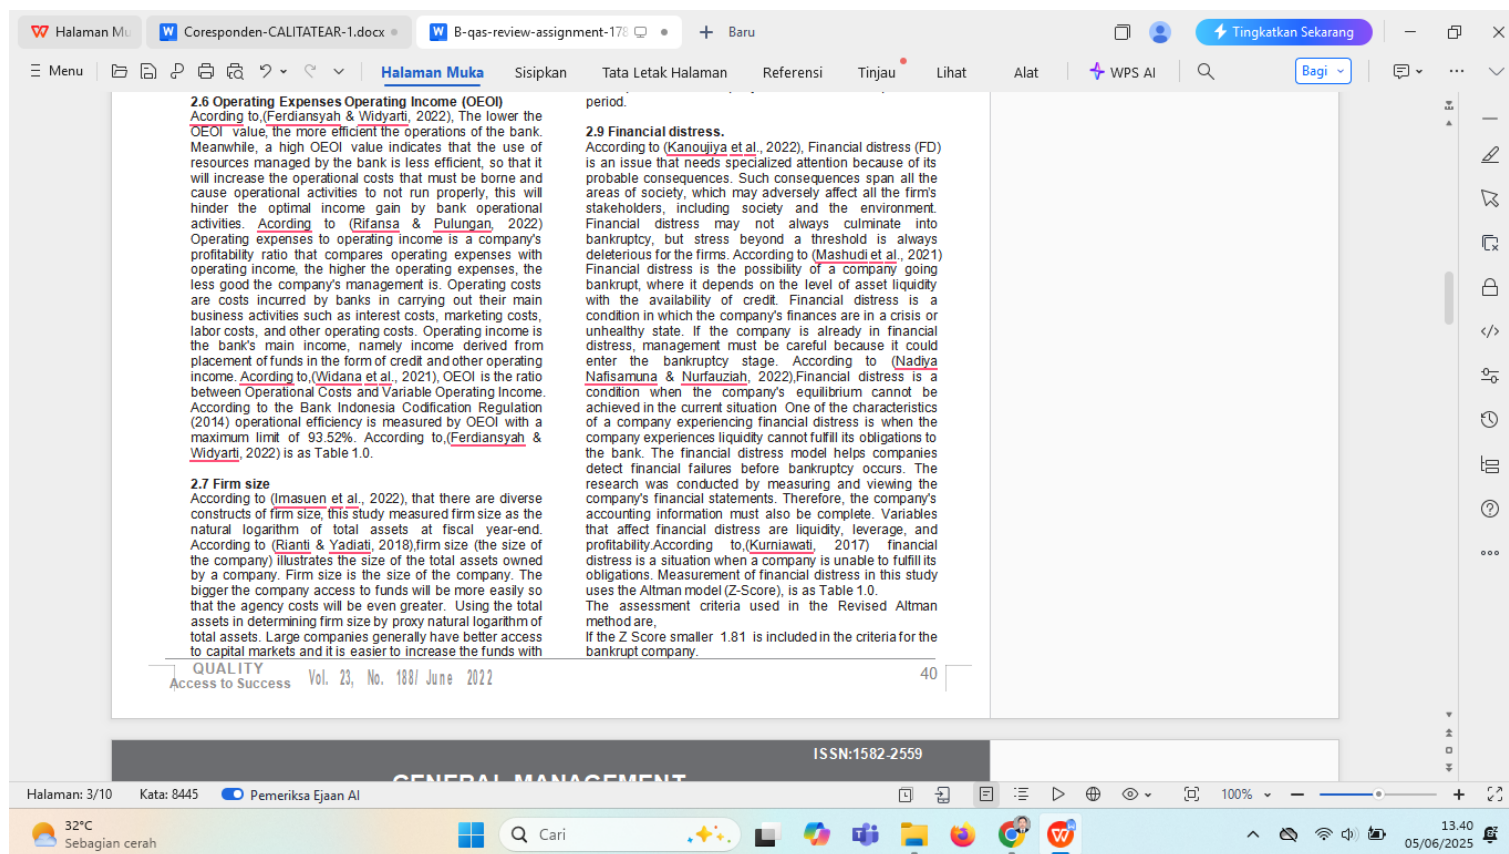 Halaman Mu
Coresponden-CALITATEAR-1.docx
B-qas-review-assignment-178
+ Baru
Tingkatkan Sekarang
Menu
Halaman Muka
Sisipkan
Tata Letak Halaman
Referensi
Tinjau
Lihat
Alat
WPS AI
Bagi
2.6 Operating Expenses Operating Income (OEOI)
Acording to,(Ferdiansyah & Widyarti, 2022), The lower the
OEOI value, the more efficient the operations of the bank.
Meanwhile, a high OEOI value indicates that the use of
resources managed by the bank is less efficient, so that it
will increase the operational costs that must be borne and
cause operational activities to not run properly, this will
hinder the optimal income gain by bank operational
activities. Acording to (Rifansa & Pulungan, 2022)
Operating expenses to operating income is a company's
profitability ratio that compares operating expenses with
operating income, the higher the operating expenses, the
less good the company's management is. Operating costs
are costs incurred by banks in carrying out their main
business activities such as interest costs, marketing costs,
labor costs, and other operating costs. Operating income is
the bank's main income, namely income derived from
placement of funds in the form of credit and other operating
income. Acording to,(Widana et al., 2021), OEOI is the ratio
between Operational Costs and Variable Operating Income.
According to the Bank Indonesia Codification Regulation
(2014) operational efficiency is measured by OEOI with a
maximum limit of 93.52%. According to,(Ferdiansyah &
Widyarti, 2022) is as Table 1.0.
2.7 Firm size
According to (Imasuen et al., 2022), that there are diverse
constructs of firm size, this study measured firm size as the
natural logarithm of total assets at fiscal year-end.
According to (Rianti & Yadiati, 2018),firm size (the size of
the company) illustrates the size of the total assets owned
by a company. Firm size is the size of the company. The
bigger the company access to funds will be more easily so
that the agency costs will be even greater. Using the total
assets in determining firm size by proxy natural logarithm of
total assets. Large companies generally have better access
to capital markets and it is easier to increase the funds with
period.
2.9 Financial distress.
According to (Kanoujiya et al., 2022), Financial distress (FD)
is an issue that needs specialized attention because of its
probable consequences. Such consequences span all the
areas of society, which may adversely affect all the firm's
stakeholders, including society and the environment.
Financial distress may not always culminate into
bankruptcy, but stress beyond a threshold is always
deleterious for the firms. According to (Mashudi et al., 2021)
Financial distress is the possibility of a company going
bankrupt, where it depends on the level of asset liquidity
with the availability of credit. Financial distress is a
condition in which the company's finances are in a crisis or
unhealthy state. If the company is already in financial
distress, management must be careful because it could
enter the bankruptcy stage. According to (Nadiya
Nafisamuna & Nurfauziah, 2022),Financial distress is a
condition when the company's equilibrium cannot be
achieved in the current situation One of the characteristics
of a company experiencing financial distress is when the
company experiences liquidity cannot fulfill its obligations to
the bank. The financial distress model helps companies
detect financial failures before bankruptcy occurs. The
research was conducted by measuring and viewing the
company's financial statements. Therefore, the company's
accounting information must also be complete. Variables
that affect financial distress are liquidity, leverage, and
profitability.According to,(Kurniawati, 2017) financial
distress is a situation when a company is unable to fulfill its
obligations. Measurement of financial distress in this study
uses the Altman model (Z-Score), is as Table 1.0.
The assessment criteria used in the Revised Altman
method are,
If the Z Score smaller 1.81 is included in the criteria for the
bankrupt company.
QUALITY
Access to Success
Vol. 23, No. 188/ June 2022
40
ISSN:1582-2559
GENERAL MANAGEMENT
Halaman: 3/10
Kata: 8445
Pemeriksa Ejaan AI
100%
32°C
Sebagian cerah
Cari
13.40
05/06/2025